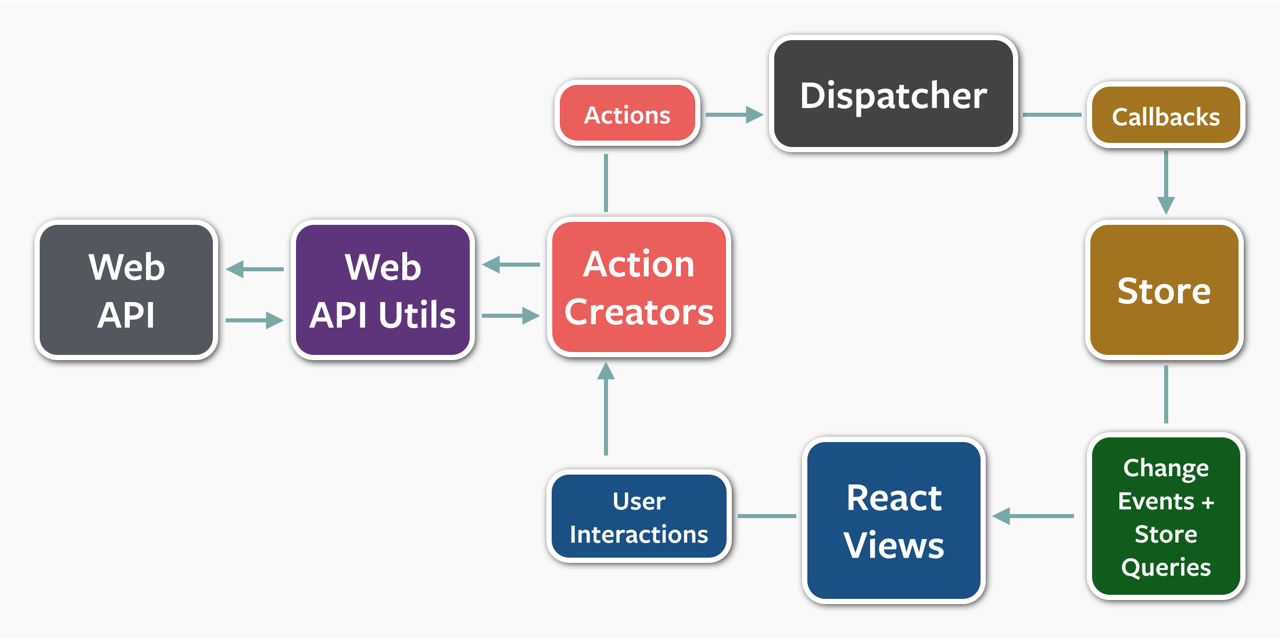 Dispatcher
Actions
Callbacks
Web
API
Web
API Utils
Action
Creators
Store
User
Interactions
React
Views
Change
Events +
Store
Queries